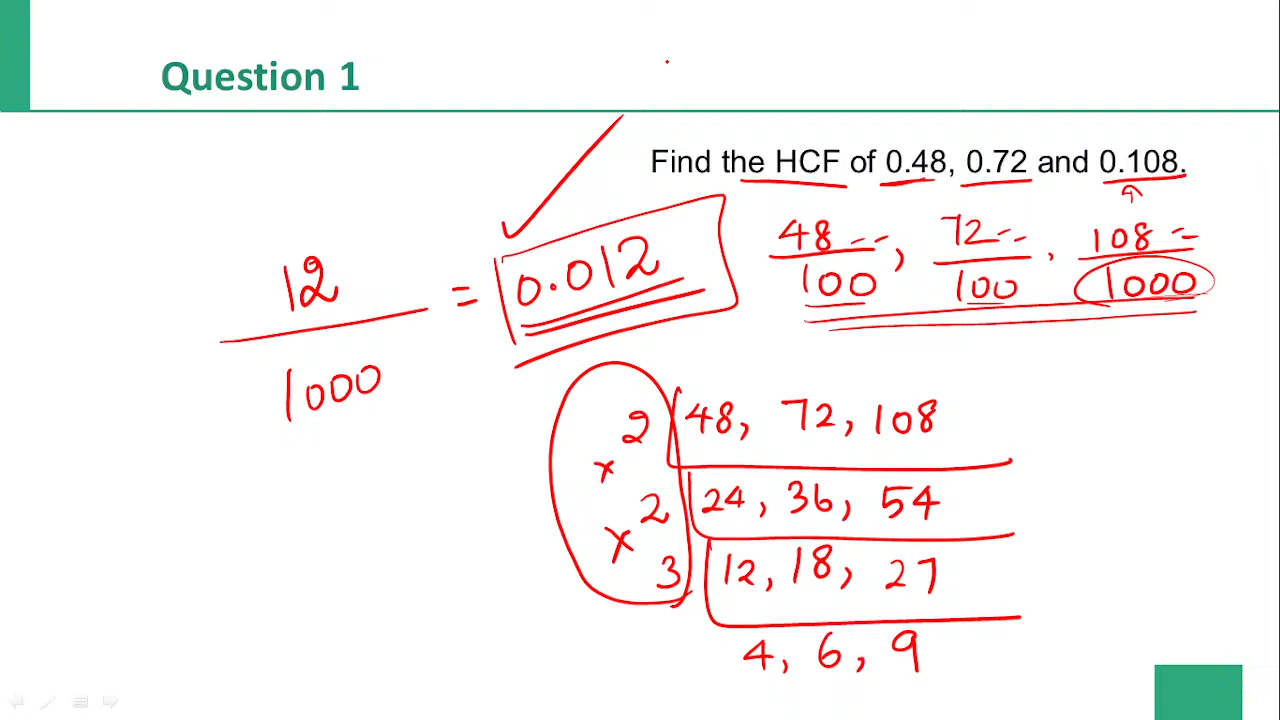 Question 1
Find the HCF of 0.48, 0.72 and 0.108.
48 72 108
100 , 100 , 1000
12
1000 = 0.012
2 48, 72, 108
×
2 24, 36, 54
×
3 12, 18, 27
4, 6, 9